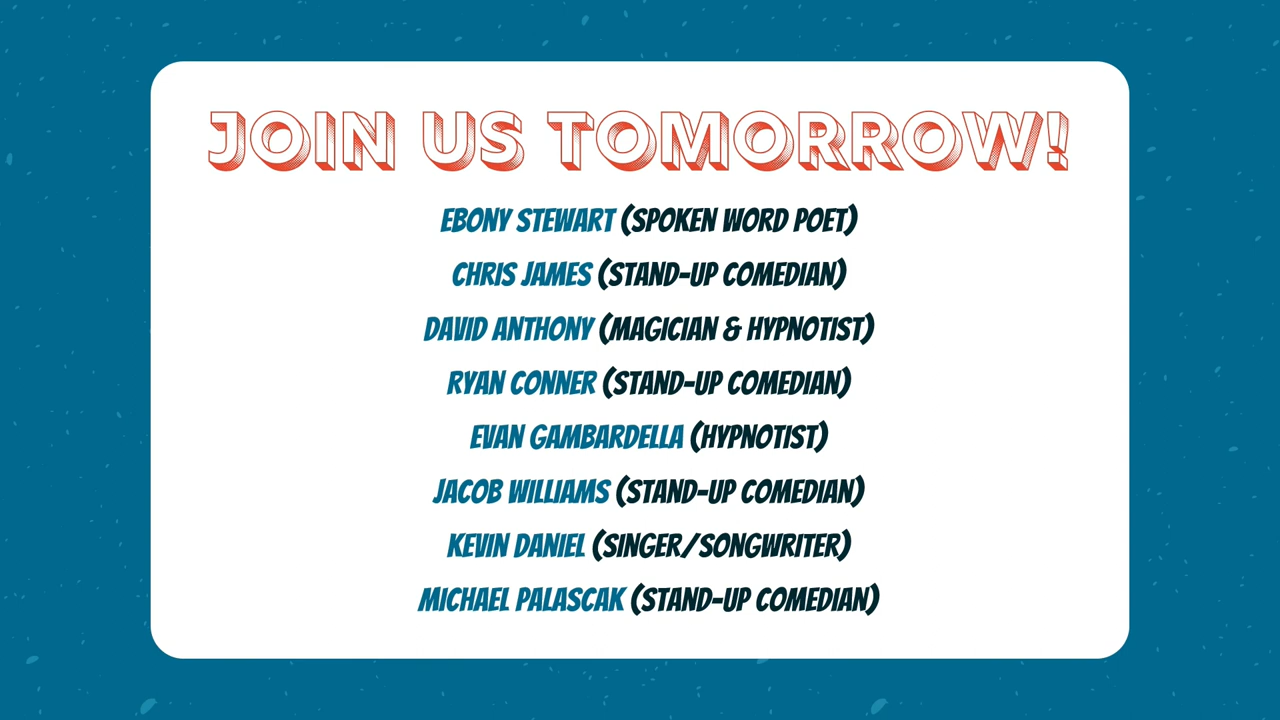 JOIN US TOMORROW!
EBONY STEWART (SPOKEN WORD POET)
CHRIS JAMES (STAND-UP COMEDIAN)
DAVID ANTHONY (MAGICIAN & HYPNOTIST)
RYAN CONNER (STAND-UP COMEDIAN)
EVAN GAMBARDELLA (HYPNOTIST)
JACOB WILLIAMS (STAND-UP COMEDIAN)
KEVIN DANIEL (SINGER/SONGWRITER)
MICHAEL PALASCAK (STAND-UP COMEDIAN)